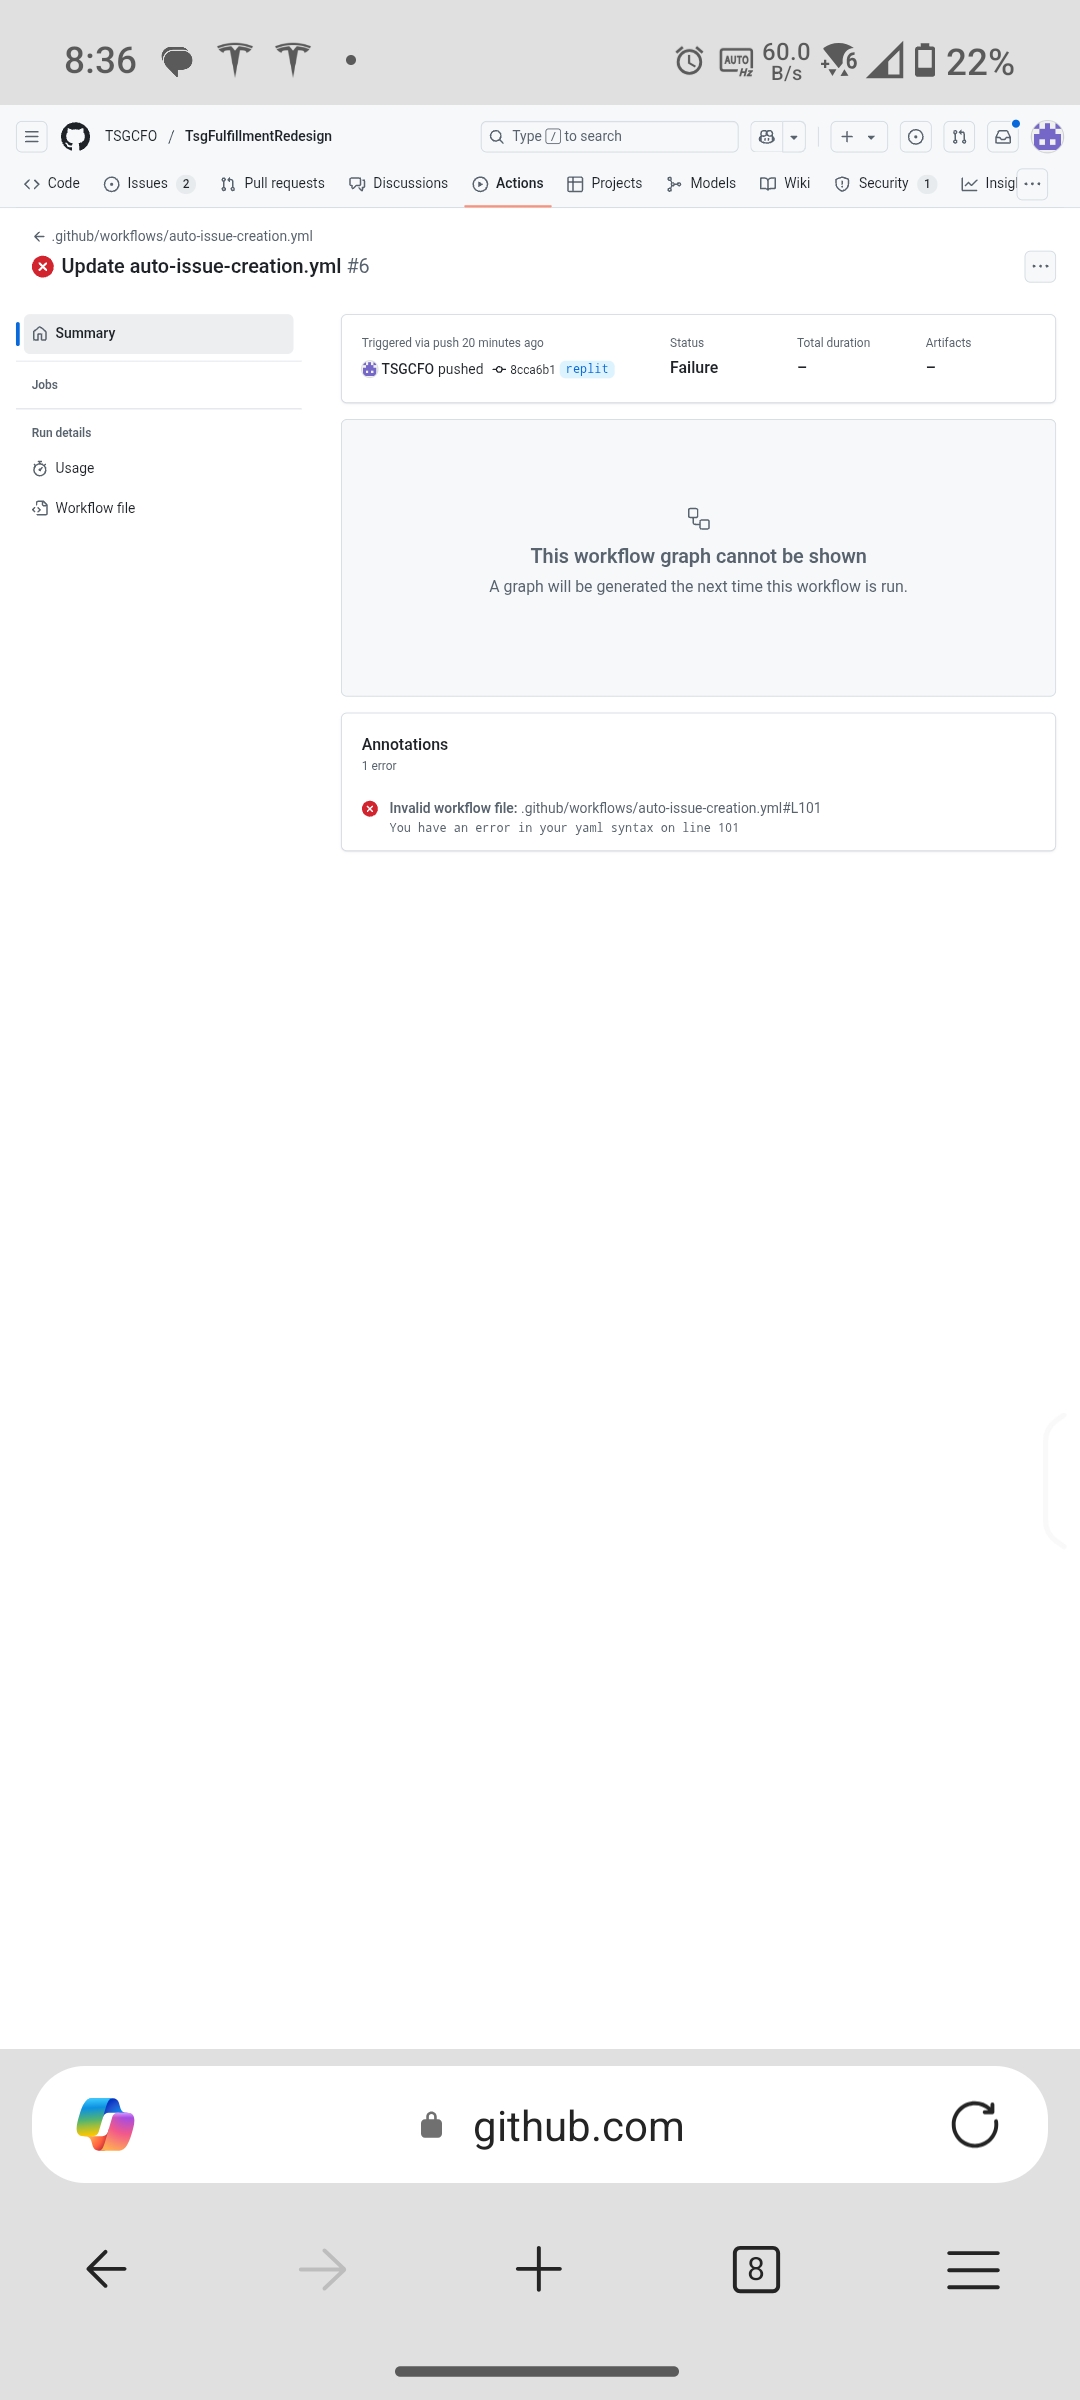 8:36
AUTO Hz
60.0 B/s
6
22%
TSGCFO / TsgFulfillmentRedesign
Type / to search
Code
Issues 2
Pull requests
Discussions
Actions
Projects
Models
Wiki
Security 1
Insig
.github/workflows/auto-issue-creation.yml
Update auto-issue-creation.yml #6
Summary
Jobs
Run details
Usage
Workflow file
Triggered via push 20 minutes ago
TSGCFO pushed 8cca6b1 replit
Status
Failure
Total duration
–
Artifacts
–
This workflow graph cannot be shown
A graph will be generated the next time this workflow is run.
Annotations
1 error
Invalid workflow file: .github/workflows/auto-issue-creation.yml#L101
You have an error in your yaml syntax on line 101
github.com
8